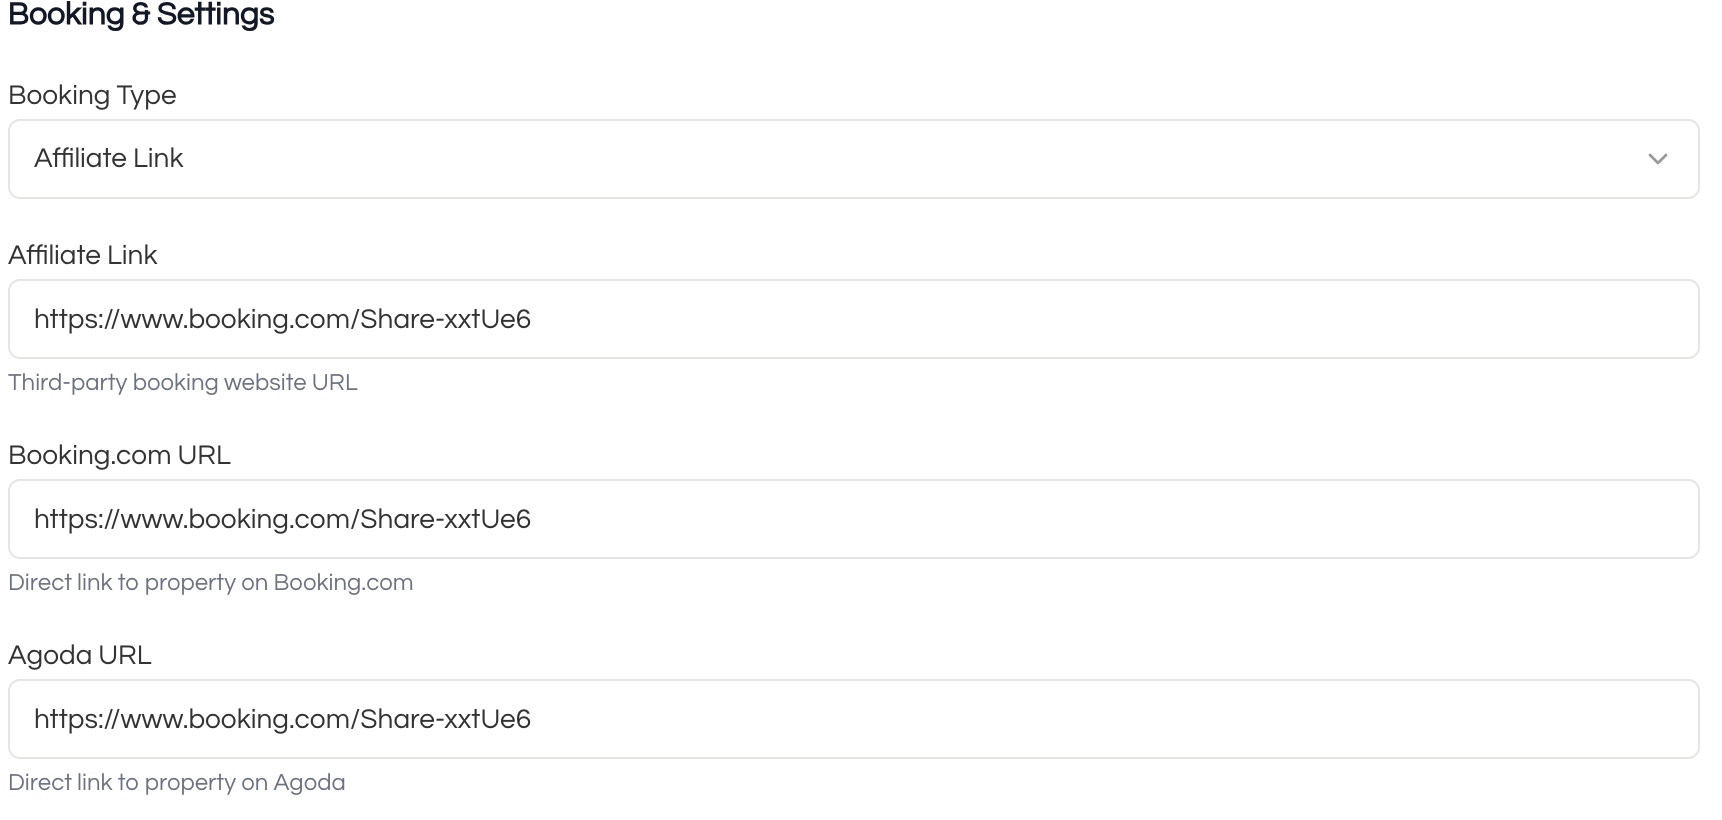 Booking & Settings
Booking Type
Affiliate Link
Affiliate Link
https://www.booking.com/Share-xxtUe6
Third-party booking website URL
Booking.com URL
https://www.booking.com/Share-xxtUe6
Direct link to property on Booking.com
Agoda URL
https://www.booking.com/Share-xxtUe6
Direct link to property on Agoda